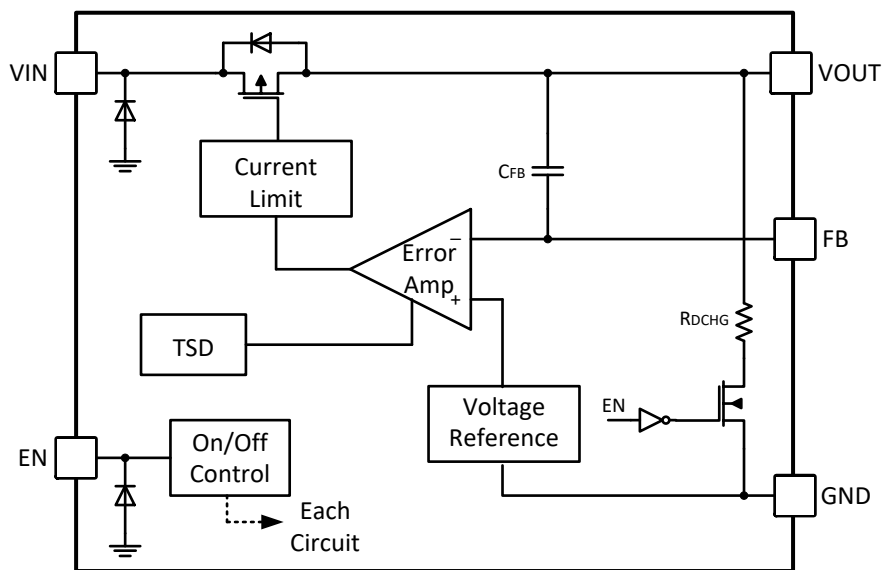 VIN
VOUT
Current
Limit
CFB
Error
Amp
−
+
FB
TSD
RDCHG
Voltage
Reference
EN
EN
On/Off
Control
Each
Circuit
GND